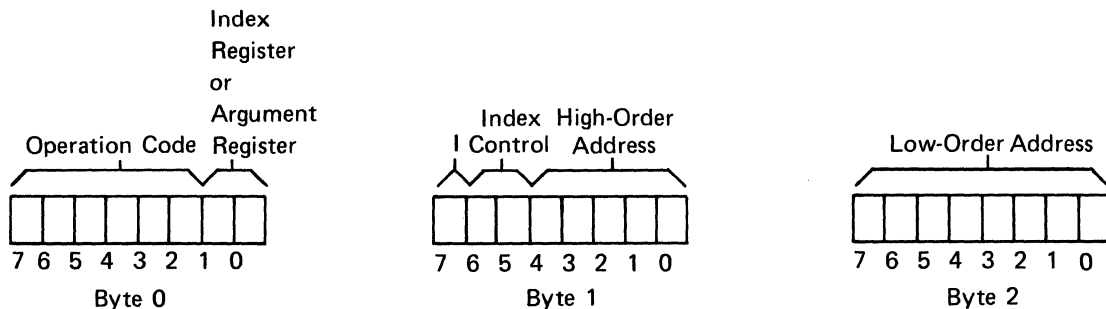 Index
Register
or
Argument
Register
Operation Code
I
Index
Control
High-Order
Address
Low-Order Address
7 6 5 4 3 2 1 0
7 6 5 4 3 2 1 0
7 6 5 4 3 2 1 0
Byte 0
Byte 1
Byte 2